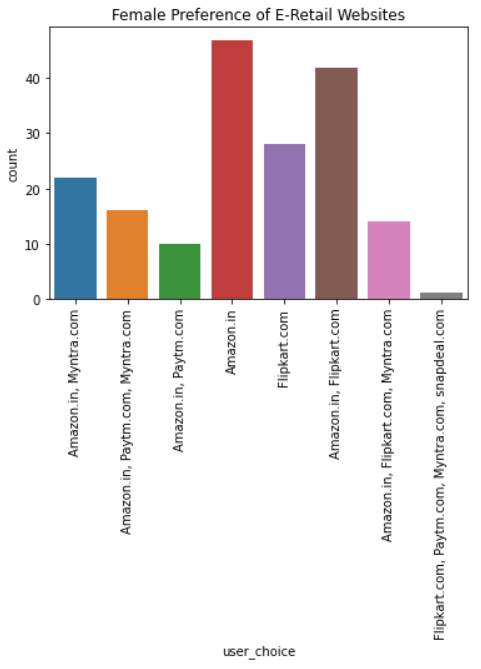 Female Preference of E-Retail Websites
count
40
30
20
10
0
Amazon.in, Myntra.com
Amazon.in, Paytm.com, Myntra.com
Amazon.in, Paytm.com
Amazon.in
Flipkart.com
Amazon.in, Flipkart.com
Amazon.in, Flipkart.com, Myntra.com
Flipkart.com, Paytm.com, Myntra.com, snapdeal.com
user_choice